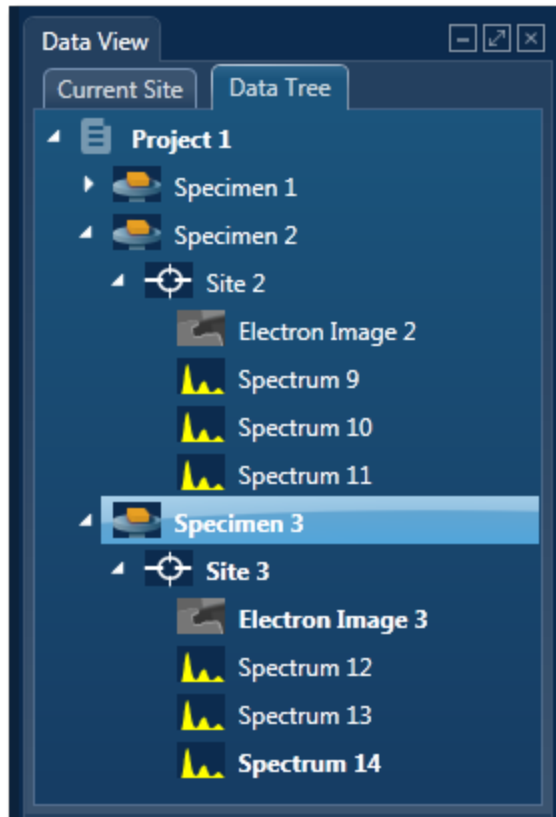 Data View
Current Site Data Tree
Project 1
Specimen 1
Specimen 2
Site 2
Electron Image 2
Spectrum 9
Spectrum 10
Spectrum 11
Specimen 3
Site 3
Electron Image 3
Spectrum 12
Spectrum 13
Spectrum 14